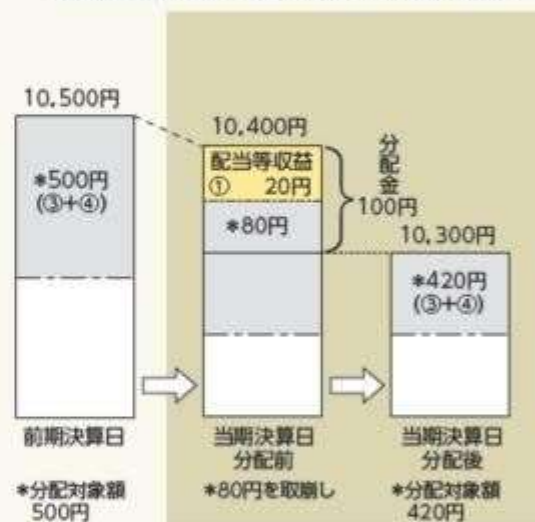 10,500円
*500円
(③+④)
前期決算日
*分配対象額
500円
10,400円
配当等収益
① 20円
*80円
分配金
100円
当期決算日
分配前
*80円を取崩し
10,300円
*420円
(③+④)
当期決算日
分配後
*分配対象額
420円